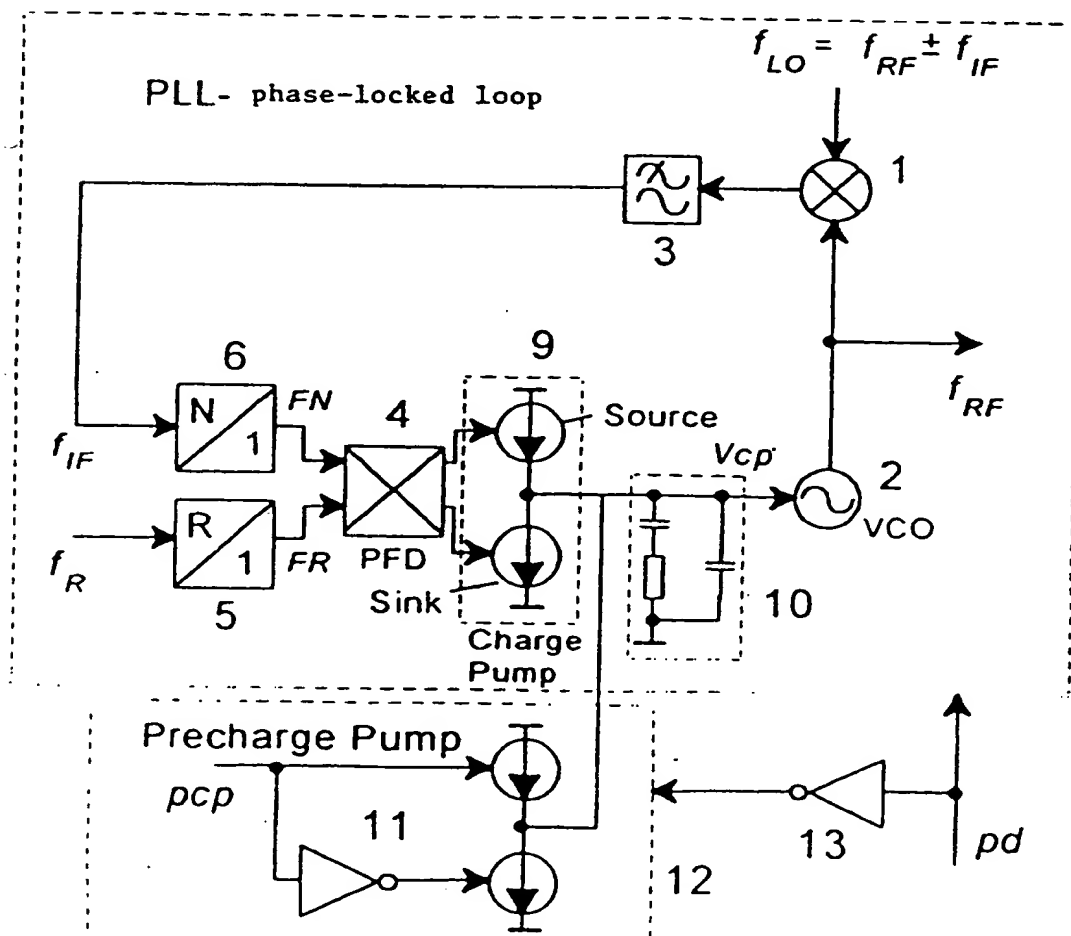 f_LO = f_RF ± f_IF
PLL- phase-locked loop
1
3
9
6
N
1
FN
4
Source
f_RF
f_IF
Vcp
2
VCO
R
1
FR
PFD
f_R
5
Sink
10
Charge
Pump
Precharge Pump
pcp
11
13
12
pd